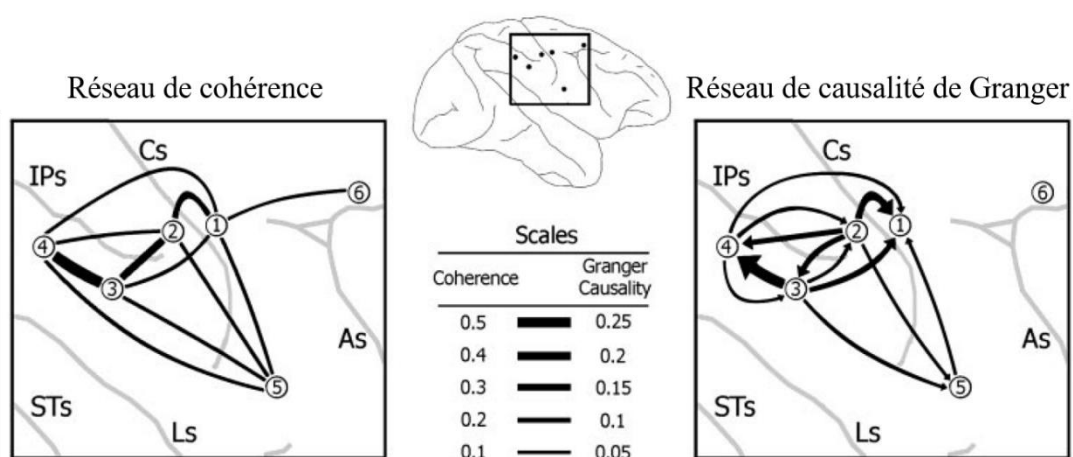 Réseau de cohérence
Cs
IPs
6
1
2
4
3
As
5
STs
Ls
Scales
Coherence Granger Causality
0.5 0.25
0.4 0.2
0.3 0.15
0.2 0.1
0.1 0.05
Réseau de causalité de Granger
Cs
IPs
6
1
2
4
3
As
5
STs
Ls